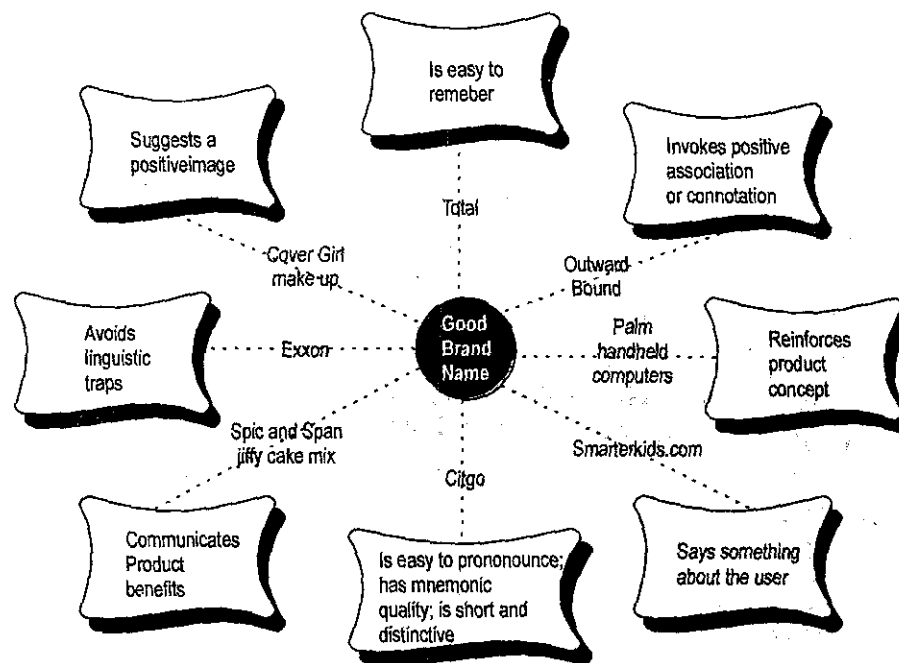 Is easy to
remeber
Suggests a
positiveimage
Invokes positive
association
or connotation
Total
Cover Girl
make-up
Outward
Bound
Avoids
linguistic
traps
Exxon
Good
Brand
Name
Palm
handheld
computers
Reinforces
product
concept
Spic and Span
jiffy cake mix
Smarterkids.com
Citgo
Communicates
Product
benefits
Is easy to prononounce;
has mnemonic
quality; is short and
distinctive
Says something
about the user